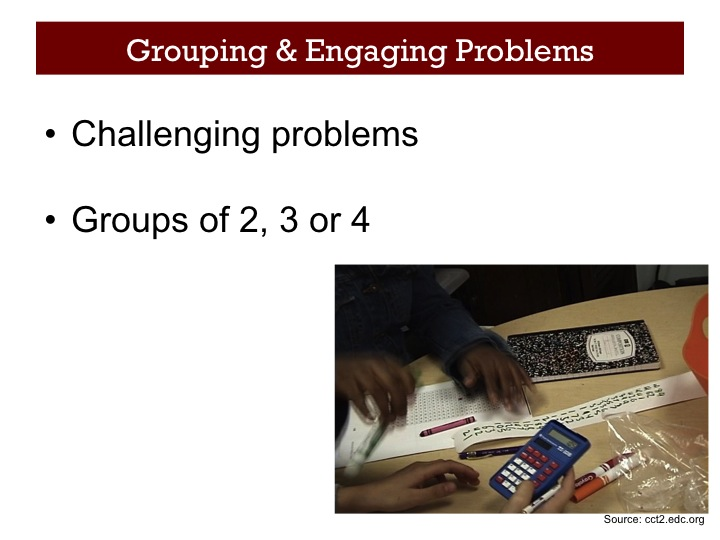 Grouping & Engaging Problems
• Challenging problems
• Groups of 2, 3 or 4
Source: cct2.edc.org